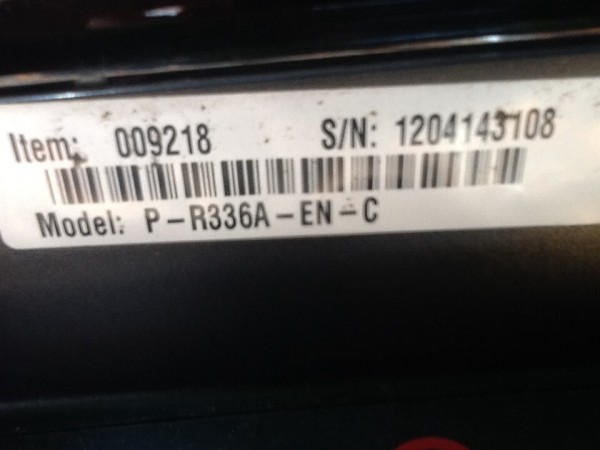 Item: 009218 S/N: 1204143108
Model: P-R336A-EN-C